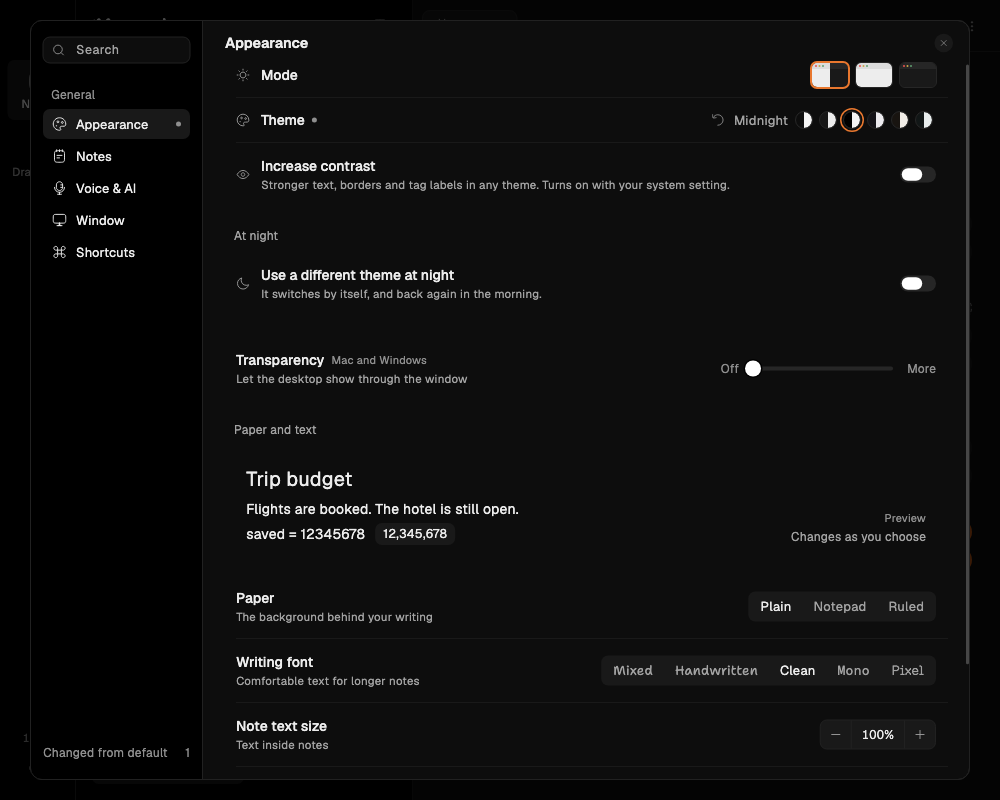 Search
General
Appearance
Notes
Voice & AI
Window
Shortcuts
Changed from default 1
Appearance
Mode
Theme
Midnight
Increase contrast
Stronger text, borders and tag labels in any theme. Turns on with your system setting.
At night
Use a different theme at night
It switches by itself, and back again in the morning.
Transparency Mac and Windows
Let the desktop show through the window
Off More
Paper and text
Trip budget
Flights are booked. The hotel is still open.
saved = 12345678 12,345,678
Preview
Changes as you choose
Paper
The background behind your writing
Plain Notepad Ruled
Writing font
Comfortable text for longer notes
Mixed Handwritten Clean Mono Pixel
Note text size
Text inside notes
− 100% +